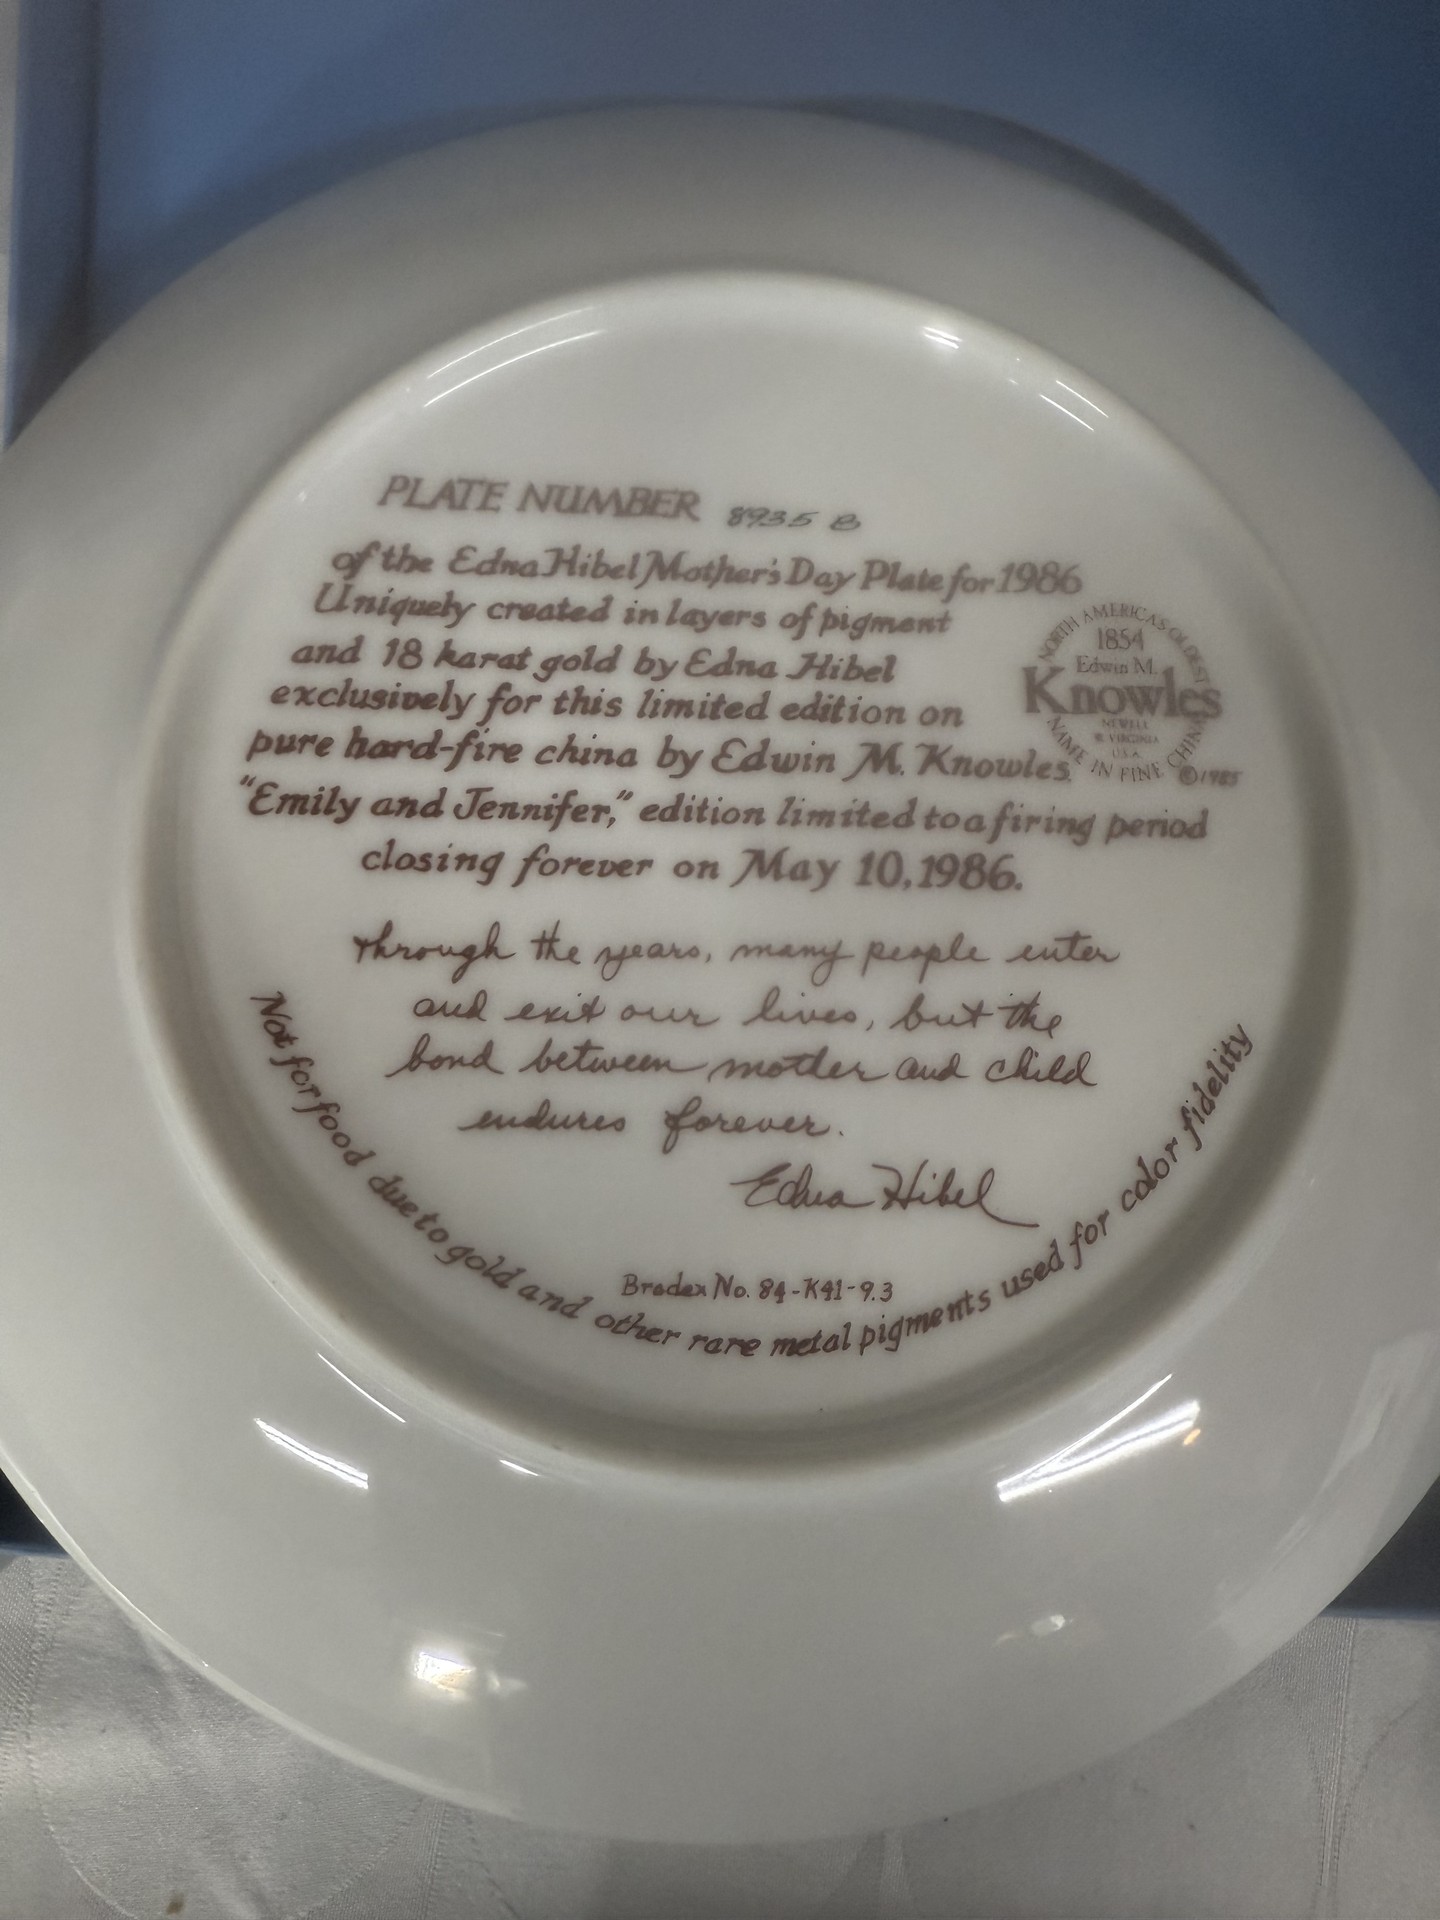 PLATE NUMBER 8935 B
of the Edna Hibel Mother's Day Plate for 1986
Uniquely created in layers of pigment
and 18 karat gold by Edna Hibel
exclusively for this limited edition on
pure hard-fire china by Edwin M. Knowles.
"Emily and Jennifer," edition limited to a firing period
closing forever on May 10, 1986.
NORTH AMERICA'S OLDEST
1854
Edwin M.
Knowles
NEWELL
W. VIRGINIA
U.S.A.
NAME IN FINE CHINA
©1985
Through the years, many people enter
and exit our lives, but the
bond between mother and child
endures forever.
Edna Hibel
Bradex No. 84-K41-9.3
Not for food due to gold and other rare metal pigments used for color fidelity